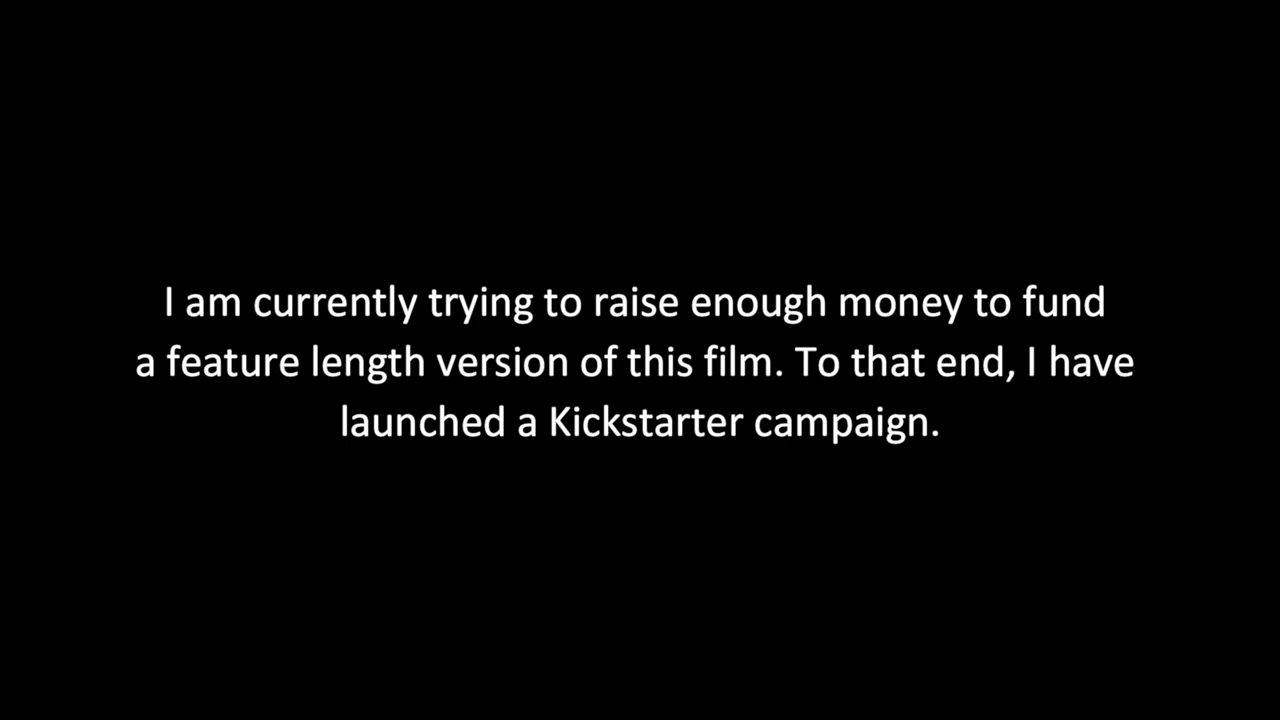 I am currently trying to raise enough money to fund
a feature length version of this film. To that end, I have
launched a Kickstarter campaign.